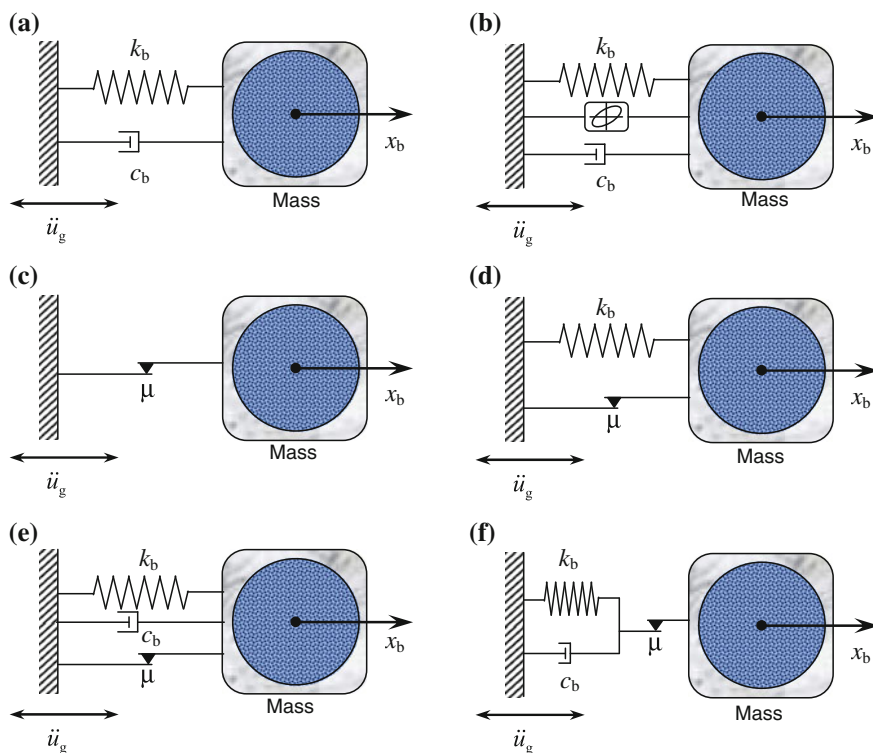 (a)
k_b
c_b
x_b
Mass
ü_g
(b)
k_b
c_b
x_b
Mass
ü_g
(c)
μ
x_b
Mass
ü_g
(d)
k_b
μ
x_b
Mass
ü_g
(e)
k_b
c_b
μ
x_b
Mass
ü_g
(f)
k_b
c_b
μ
x_b
Mass
ü_g